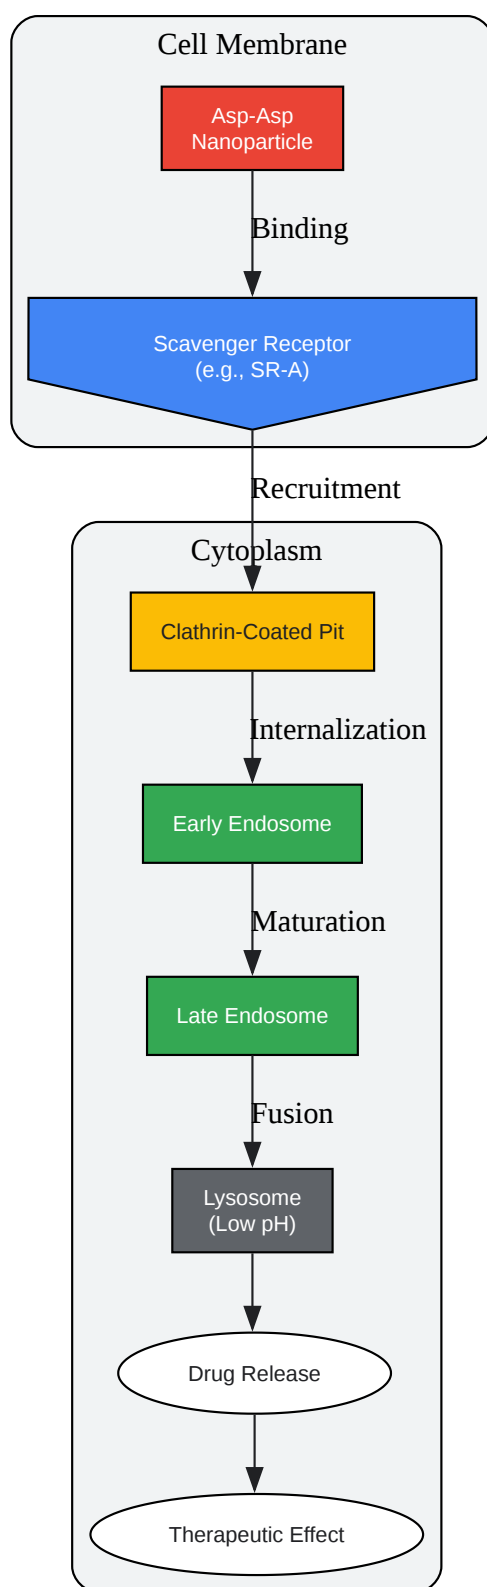 Cell Membrane
Asp-Asp
Nanoparticle
Binding
Scavenger Receptor
(e.g., SR-A)
Recruitment
Cytoplasm
Clathrin-Coated Pit
Internalization
Early Endosome
Maturation
Late Endosome
Fusion
Lysosome
(Low pH)
Drug Release
Therapeutic Effect